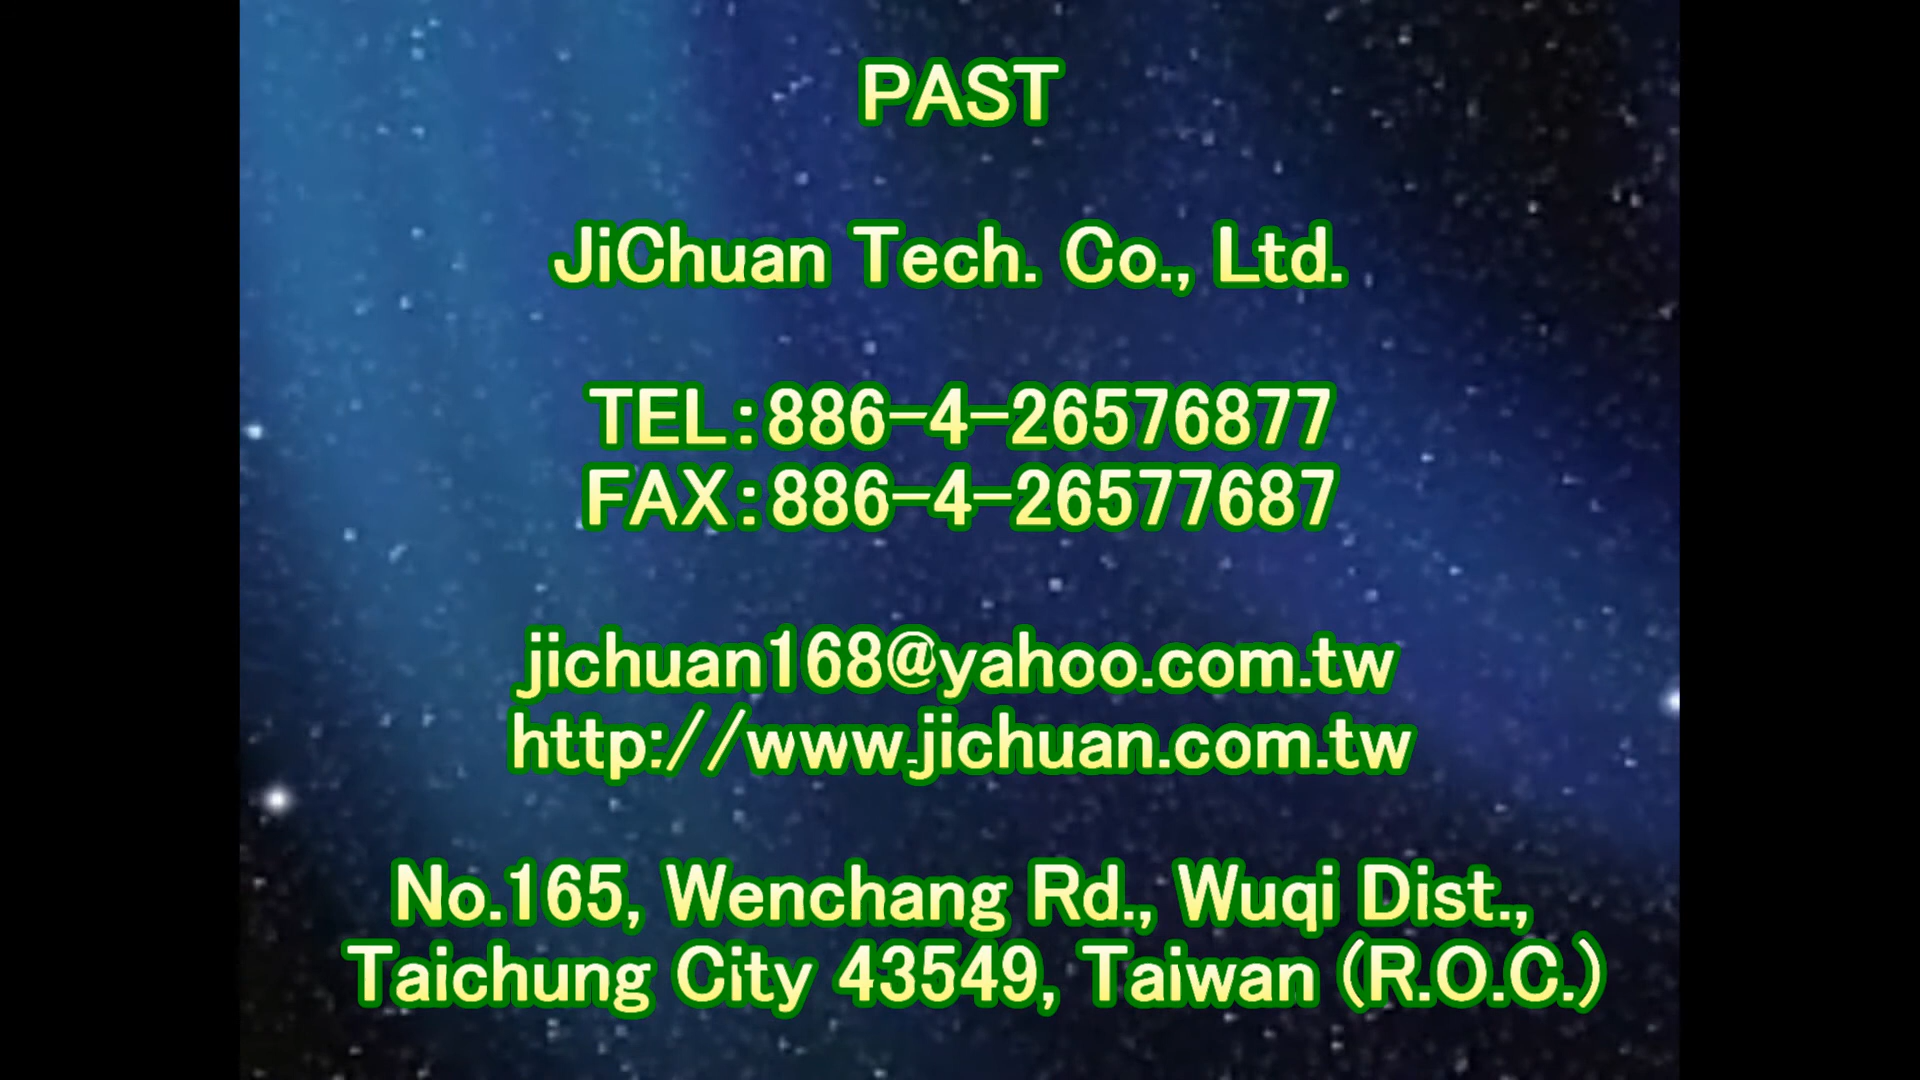 PAST
JiChuan Tech. Co., Ltd.
TEL:886-4-26576877
FAX:886-4-26577687
jichuan168@yahoo.com.tw
http://www.jichuan.com.tw
No.165, Wenchang Rd., Wuqi Dist.,
Taichung City 43549, Taiwan (R.O.C.)